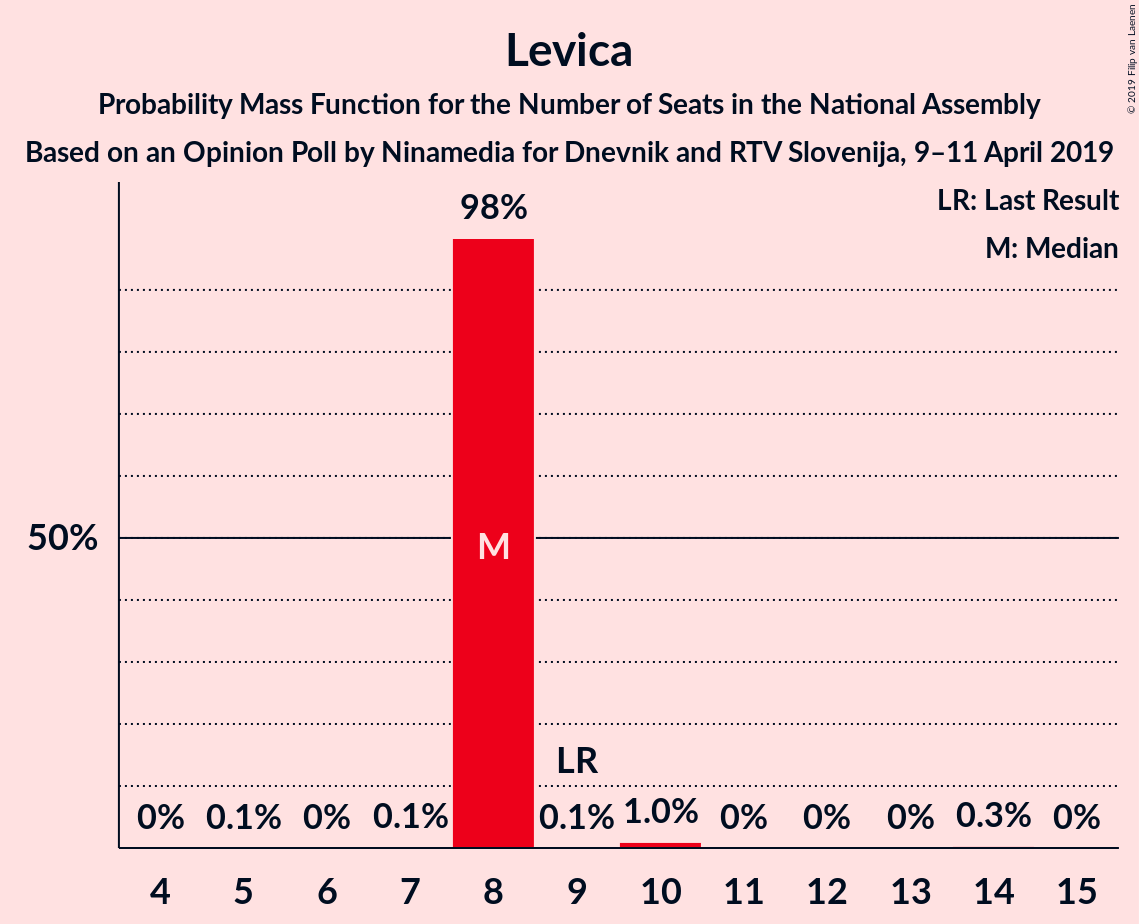 Levica
Probability Mass Function for the Number of Seats in the National Assembly
Based on an Opinion Poll by Ninamedia for Dnevnik and RTV Slovenija, 9–11 April 2019
© 2019 Filip van Laenen
LR: Last Result
M: Median
98%
50%
M
LR
0% 0.1% 0% 0.1% 0.1% 1.0% 0% 0% 0% 0.3% 0%
4 5 6 7 8 9 10 11 12 13 14 15